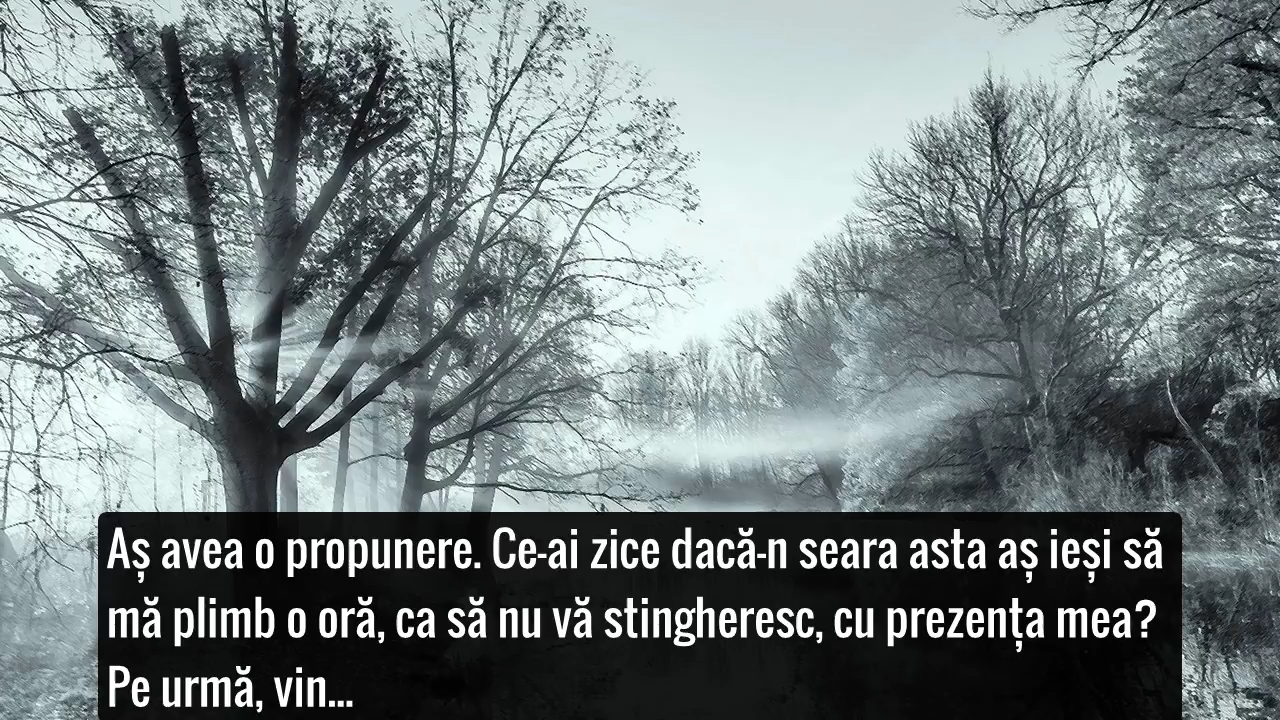 Aș avea o propunere. Ce-ai zice dacă-n seara asta aș ieși să
mă plimb o oră, ca să nu vă stingheresc, cu prezența mea?
Pe urmă, vin...